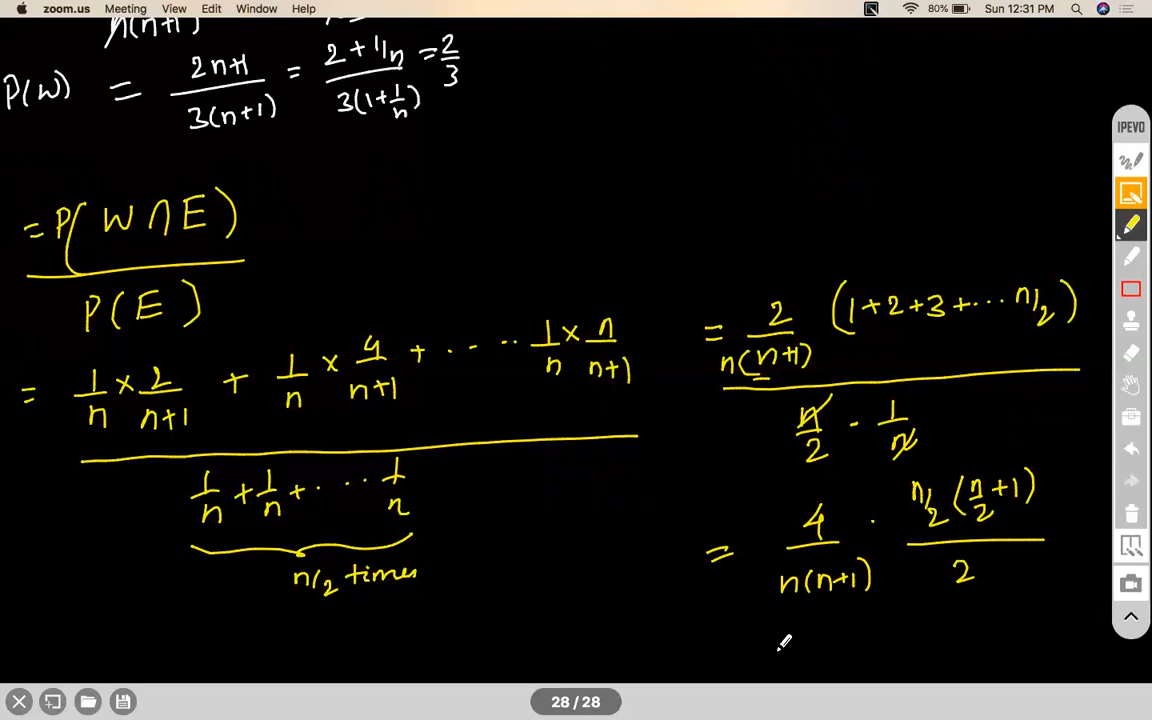 zoom.us Meeting View Edit Window Help 80% Sun 12:31 PM
n(n+1)
P(W) = 2n+1 / 3(n+1) = 2+1/n / 3(1+1/n) = 2/3
= P(W∩E)
P(E)
= 1/n × 2/n+1 + 1/n × 4/n+1 + ..... 1/n × n/n+1
1/n + 1/n + .... 1/n
n/2 times
= 2/n(n+1) (1+2+3+... n/2)
n/2 · 1/n
= 4/n(n+1) · n/2 (n/2+1) / 2
IPEVO
28 / 28